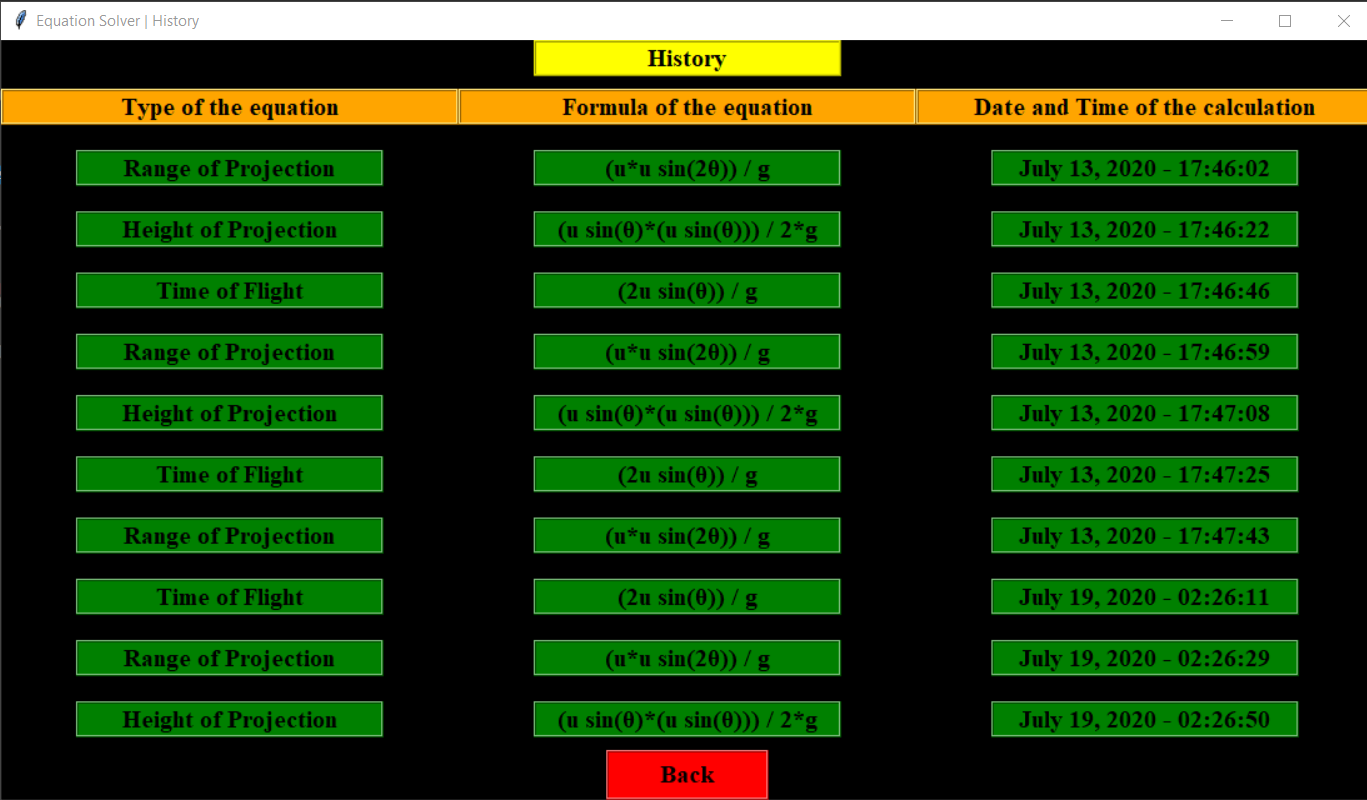 Equation Solver | History
History
Type of the equation Formula of the equation Date and Time of the calculation
Range of Projection (u*u sin(2θ)) / g July 13, 2020 - 17:46:02
Height of Projection (u sin(θ)*(u sin(θ))) / 2*g July 13, 2020 - 17:46:22
Time of Flight (2u sin(θ)) / g July 13, 2020 - 17:46:46
Range of Projection (u*u sin(2θ)) / g July 13, 2020 - 17:46:59
Height of Projection (u sin(θ)*(u sin(θ))) / 2*g July 13, 2020 - 17:47:08
Time of Flight (2u sin(θ)) / g July 13, 2020 - 17:47:25
Range of Projection (u*u sin(2θ)) / g July 13, 2020 - 17:47:43
Time of Flight (2u sin(θ)) / g July 19, 2020 - 02:26:11
Range of Projection (u*u sin(2θ)) / g July 19, 2020 - 02:26:29
Height of Projection (u sin(θ)*(u sin(θ))) / 2*g July 19, 2020 - 02:26:50
Back